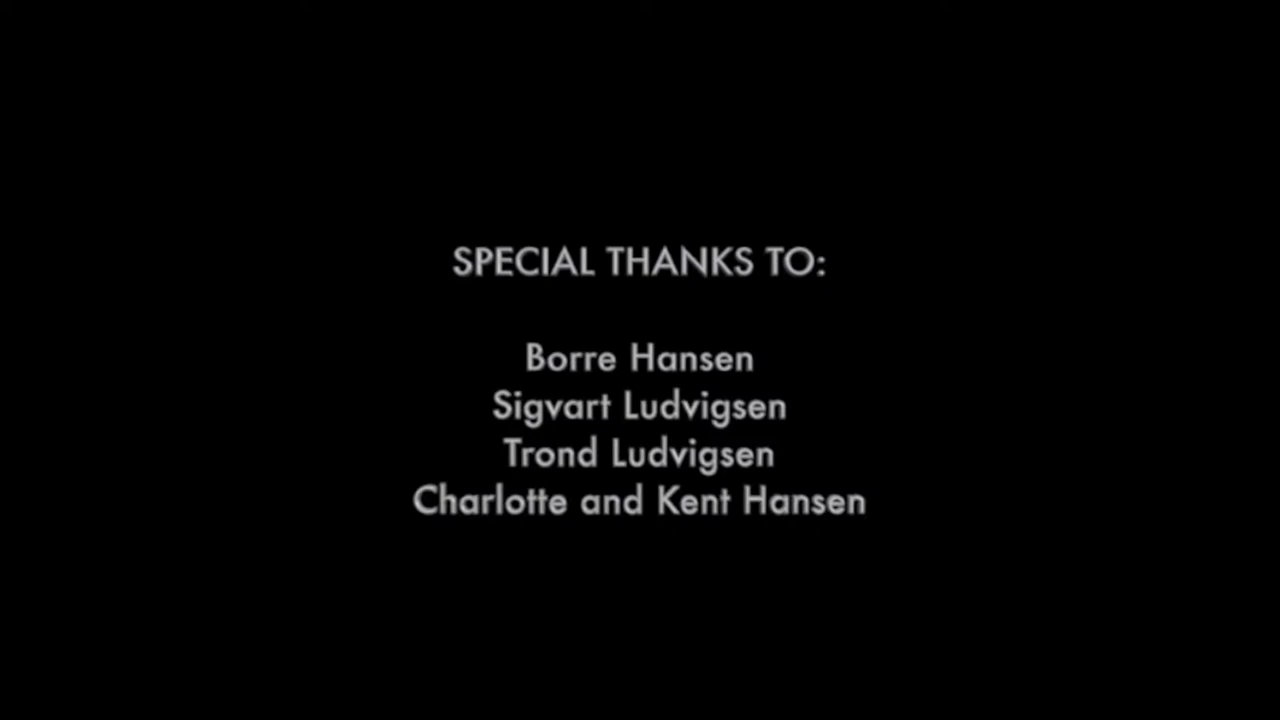 SPECIAL THANKS TO:
Borre Hansen
Sigvart Ludvigsen
Trond Ludvigsen
Charlotte and Kent Hansen